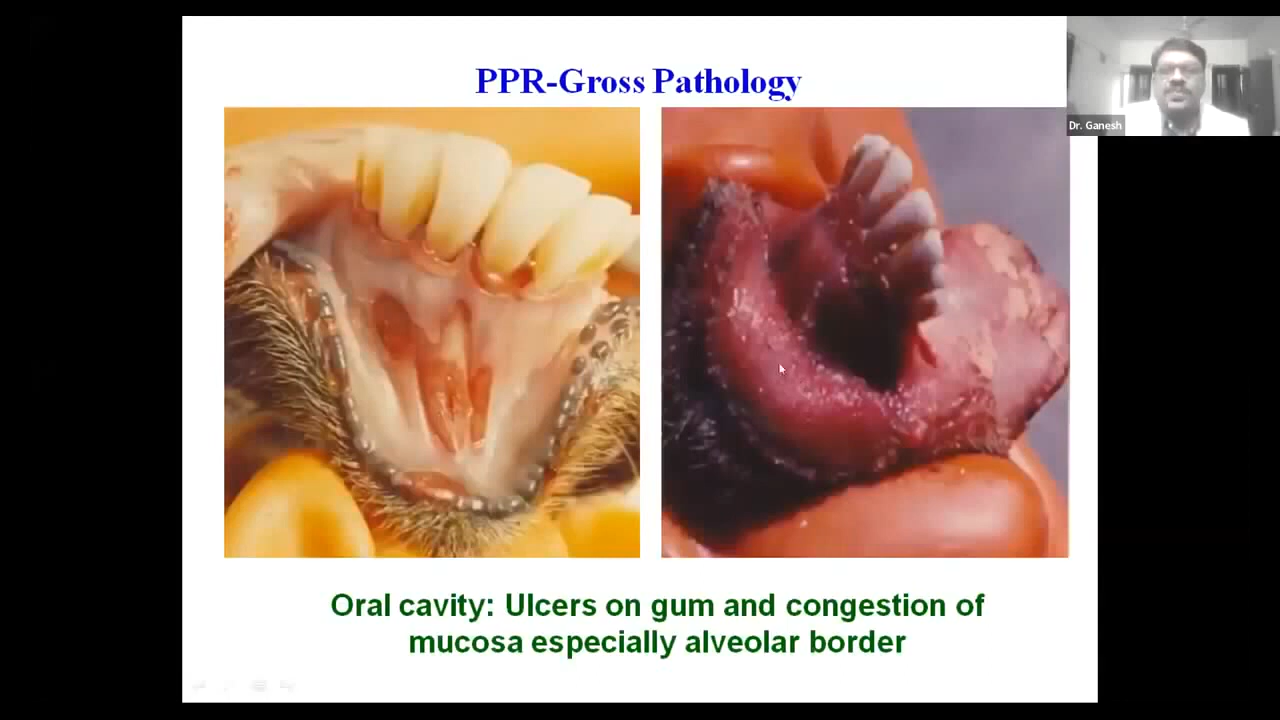 PPR-Gross Pathology
Dr. Ganesh
Oral cavity: Ulcers on gum and congestion of
mucosa especially alveolar border